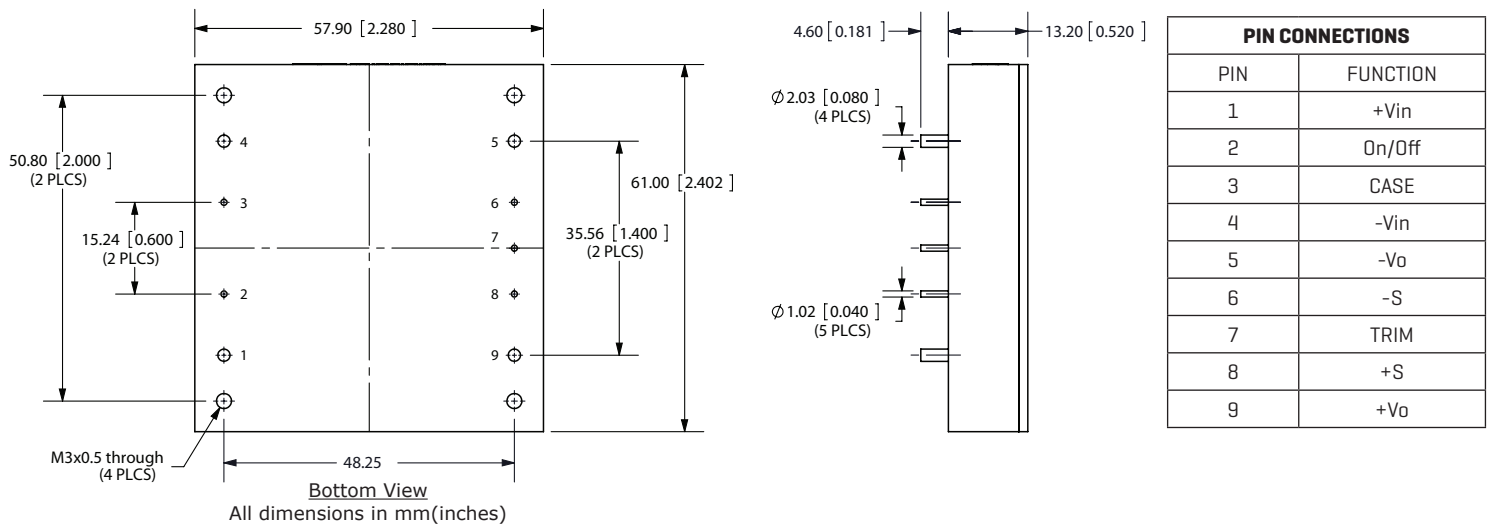 57.90 [2.280 ]
50.80 [2.000 ]
(2 PLCS)
15.24 [0.600 ]
(2 PLCS)
4
3
2
1
5
6
7
8
9
61.00 [2.402 ]
35.56 [1.400 ]
(2 PLCS)
M3x0.5 through
(4 PLCS)
48.25
Bottom View
All dimensions in mm(inches)
4.60 [0.181 ]
13.20 [0.520 ]
Ø2.03 [0.080 ]
(4 PLCS)
Ø1.02 [0.040 ]
(5 PLCS)
PIN CONNECTIONS
PIN FUNCTION
1 +Vin
2 On/Off
3 CASE
4 -Vin
5 -Vo
6 -S
7 TRIM
8 +S
9 +Vo